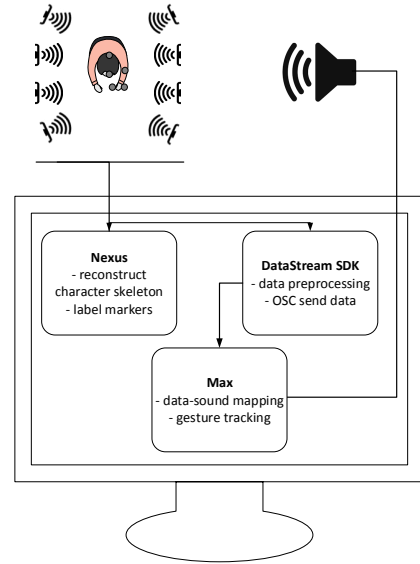 Nexus
- reconstruct
character skeleton
- label markers
DataStream SDK
- data preprocessing
- OSC send data
Max
- data-sound mapping
- gesture tracking